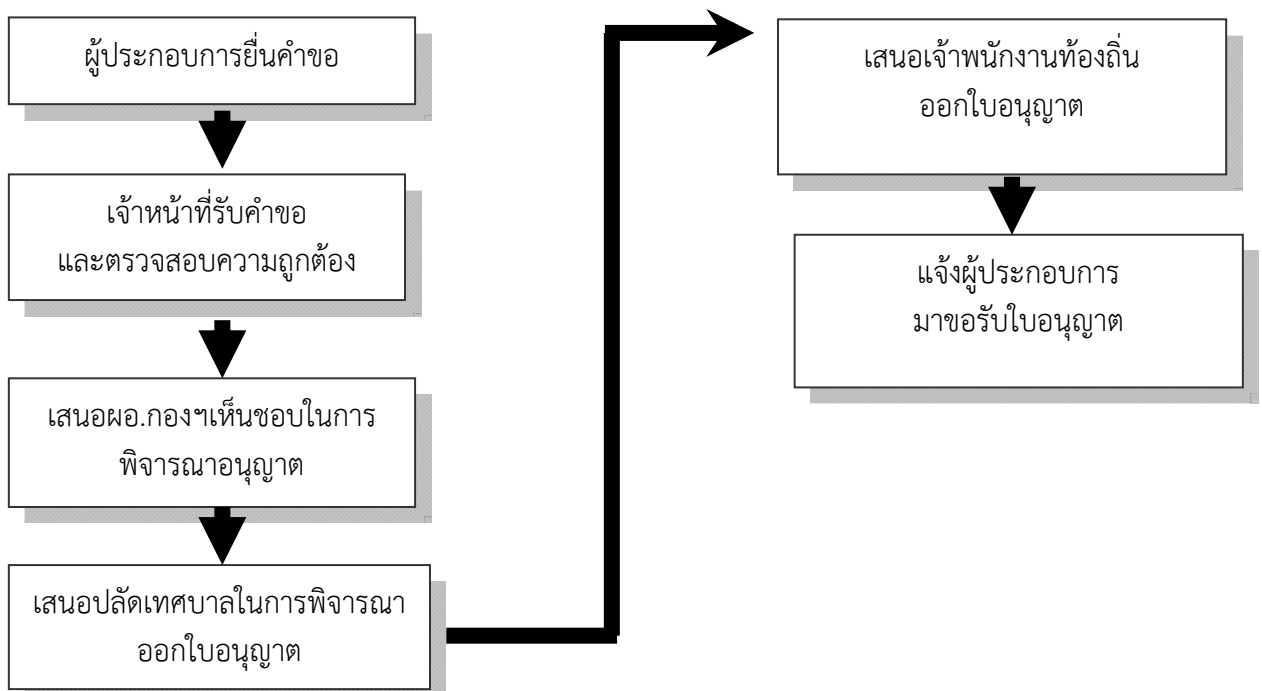 ผู้ประกอบการยื่นคำขอ
เจ้าหน้าที่รับคำขอ
และตรวจสอบความถูกต้อง
เสนอผอ.กองฯเห็นชอบในการ
พิจารณาอนุญาต
เสนอปลัดเทศบาลในการพิจารณา
ออกใบอนุญาต
เสนอเจ้าพนักงานท้องถิ่น
ออกใบอนุญาต
แจ้งผู้ประกอบการ
มาขอรับใบอนุญาต